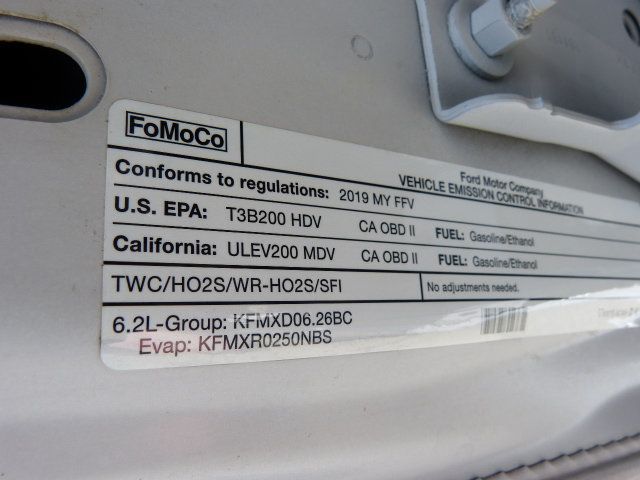 FoMoCo
Ford Motor Company
VEHICLE EMISSION CONTROL INFORMATION
Conforms to regulations: 2019 MY FFV
U.S. EPA: T3B200 HDV CA OBD II FUEL: Gasoline/Ethanol
California: ULEV200 MDV CA OBD II FUEL: Gasoline/Ethanol
TWC/HO2S/WR-HO2S/SFI No adjustments needed.
6.2L-Group: KFMXD06.26BC
Evap: KFMXR0250NBS